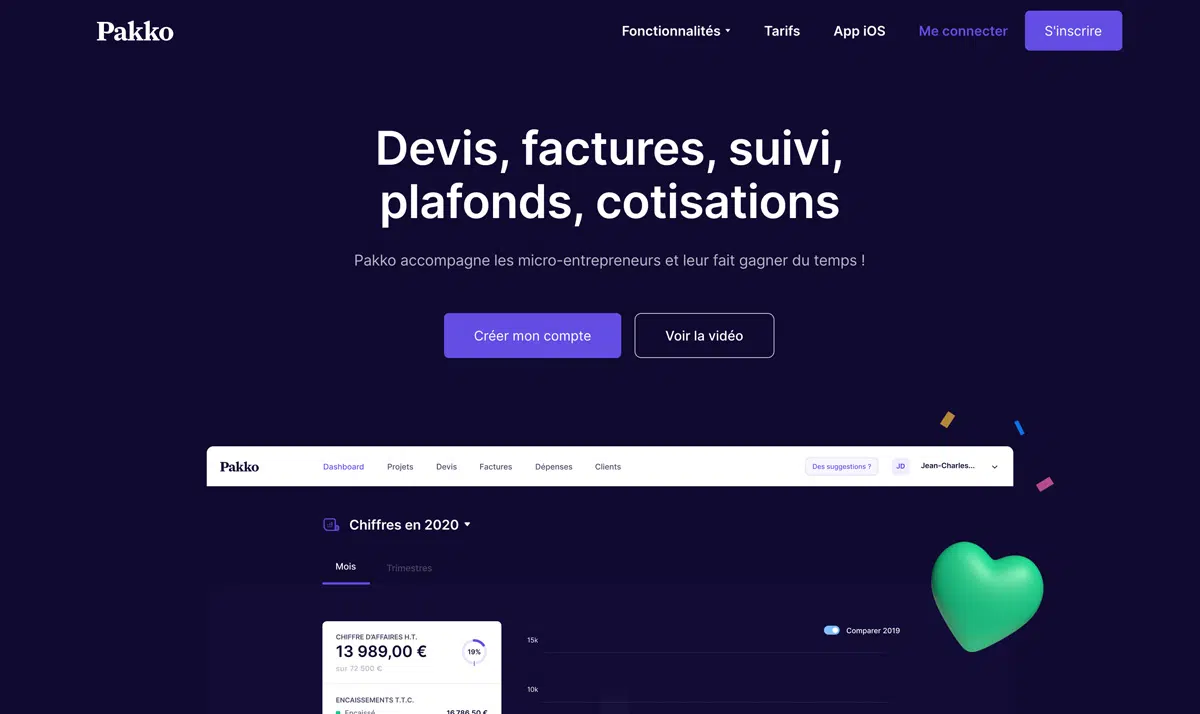 Pakko
Fonctionnalités
Tarifs
App iOS
Me connecter
S'inscrire
Devis, factures, suivi,
plafonds, cotisations
Pakko accompagne les micro-entrepreneurs et leur fait gagner du temps !
Créer mon compte
Voir la vidéo
Pakko
Dashboard
Projets
Devis
Factures
Dépenses
Clients
Des suggestions ?
JD
Jean-Charles...
Chiffres en 2020
Mois
Trimestres
CHIFFRE D'AFFAIRES H.T.
13 989,00 €
19%
sur 72 500 €
Comparer 2019
15k
10k
ENCAISSEMENTS T.T.C.
Encaissé
16 786,50 €